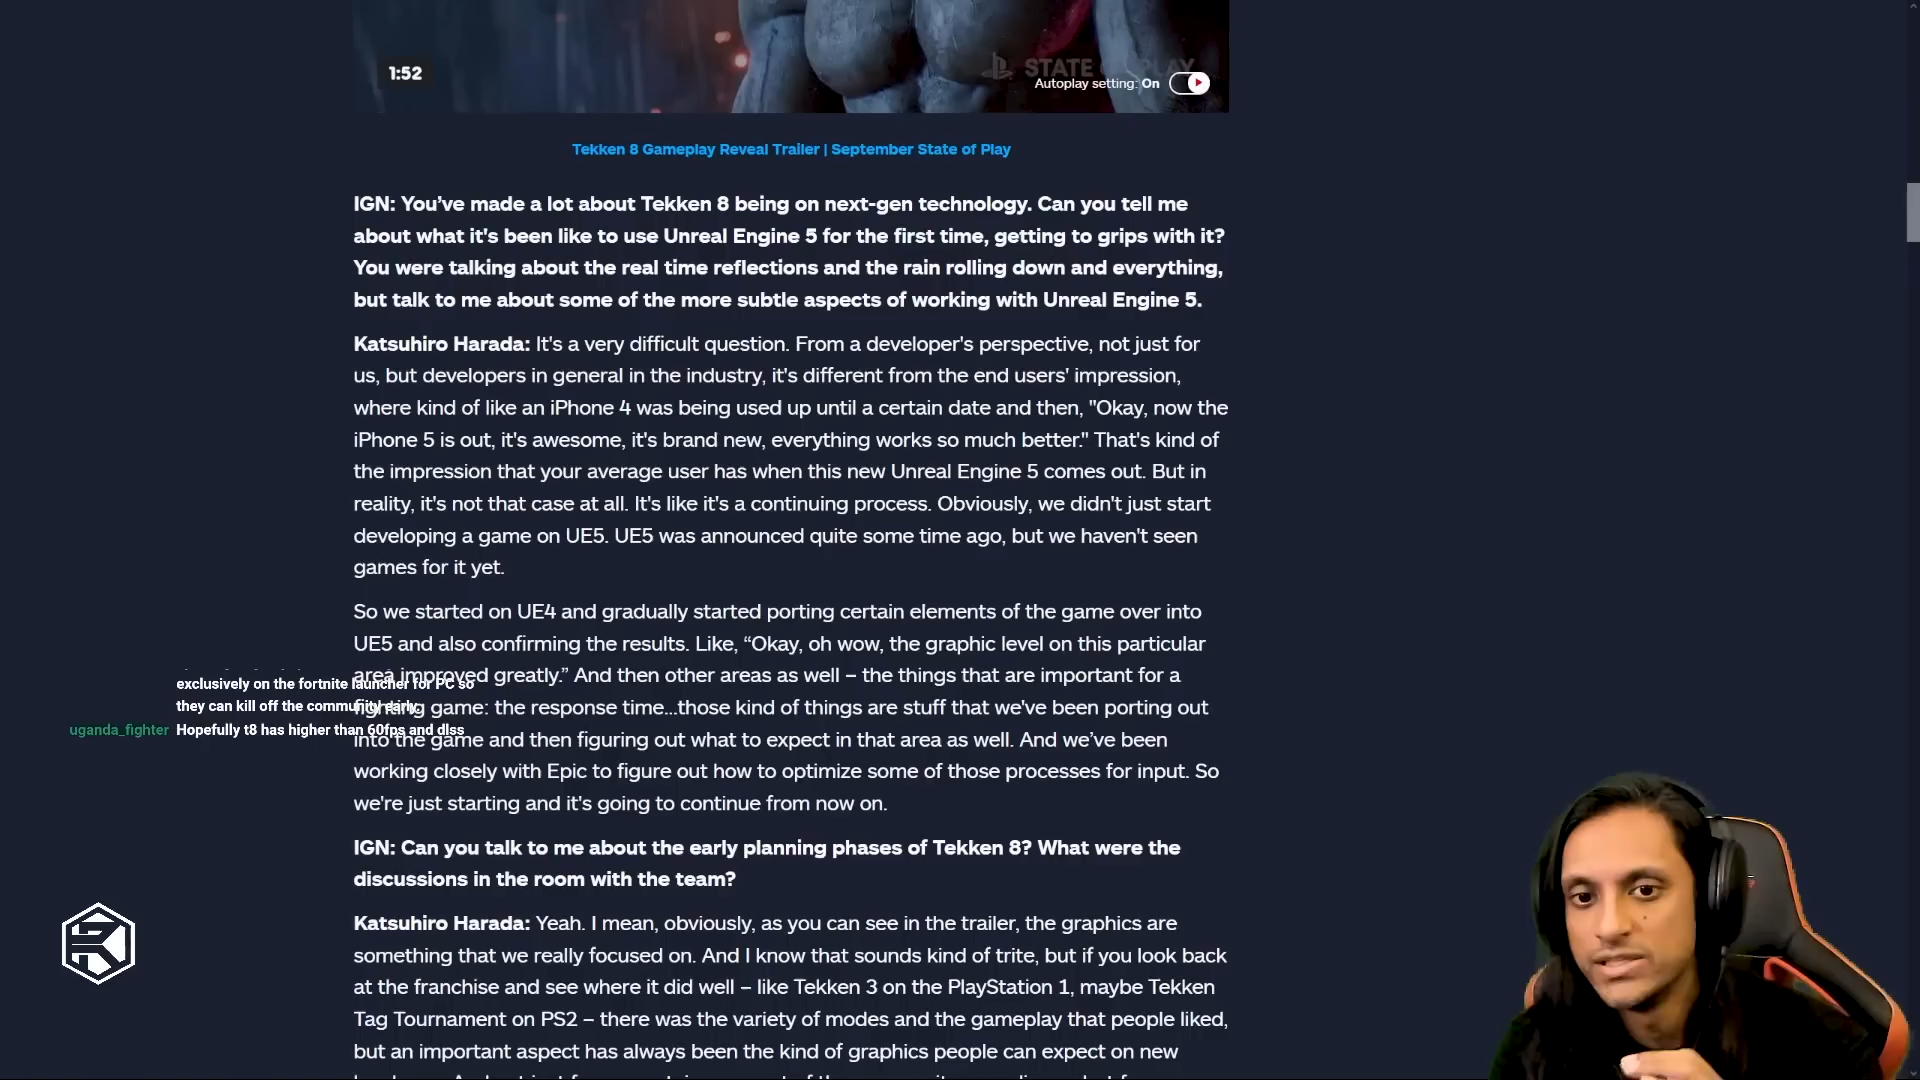 1:52
STATE OF PLAY
Autoplay setting: On
Tekken 8 Gameplay Reveal Trailer | September State of Play
IGN: You’ve made a lot about Tekken 8 being on next-gen technology. Can you tell me
about what it's been like to use Unreal Engine 5 for the first time, getting to grips with it?
You were talking about the real time reflections and the rain rolling down and everything,
but talk to me about some of the more subtle aspects of working with Unreal Engine 5.
Katsuhiro Harada: It's a very difficult question. From a developer's perspective, not just for
us, but developers in general in the industry, it's different from the end users' impression,
where kind of like an iPhone 4 was being used up until a certain date and then, "Okay, now the
iPhone 5 is out, it's awesome, it's brand new, everything works so much better." That's kind of
the impression that your average user has when this new Unreal Engine 5 comes out. But in
reality, it's not that case at all. It's like it's a continuing process. Obviously, we didn't just start
developing a game on UE5. UE5 was announced quite some time ago, but we haven't seen
games for it yet.
So we started on UE4 and gradually started porting certain elements of the game over into
UE5 and also confirming the results. Like, “Okay, oh wow, the graphic level on this particular
area improved greatly.” And then other areas as well – the things that are important for a
fighting game: the response time...those kind of things are stuff that we've been porting out
into the game and then figuring out what to expect in that area as well. And we’ve been
working closely with Epic to figure out how to optimize some of those processes for input. So
we're just starting and it's going to continue from now on.
exclusively on the fortnite launcher for PC so
they can kill off the community early.
uganda_fighter Hopefully t8 has higher than 60fps and dlss
IGN: Can you talk to me about the early planning phases of Tekken 8? What were the
discussions in the room with the team?
Katsuhiro Harada: Yeah. I mean, obviously, as you can see in the trailer, the graphics are
something that we really focused on. And I know that sounds kind of trite, but if you look back
at the franchise and see where it did well – like Tekken 3 on the PlayStation 1, maybe Tekken
Tag Tournament on PS2 – there was the variety of modes and the gameplay that people liked,
but an important aspect has always been the kind of graphics people can expect on new